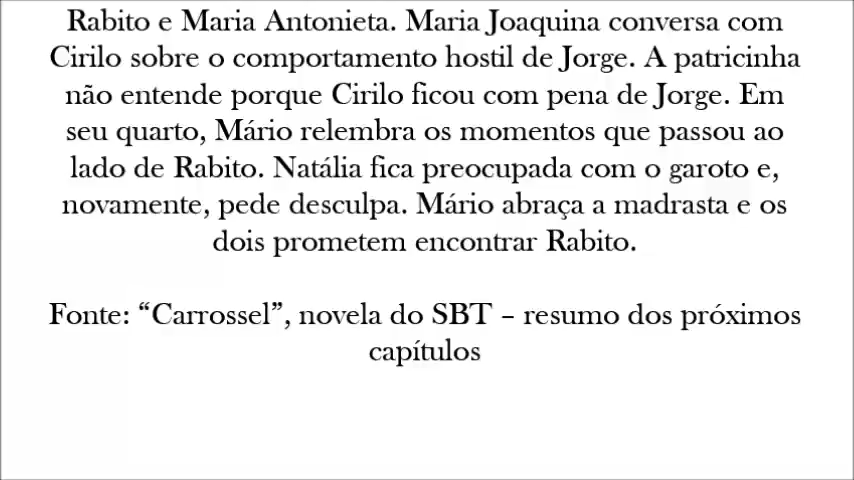 Rabito e Maria Antonieta. Maria Joaquina conversa com
Cirilo sobre o comportamento hostil de Jorge. A patricinha
não entende porque Cirilo ficou com pena de Jorge. Em
seu quarto, Mário relembra os momentos que passou ao
lado de Rabito. Natália fica preocupada com o garoto e,
novamente, pede desculpa. Mário abraça a madrasta e os
dois prometem encontrar Rabito.
Fonte: “Carrossel”, novela do SBT – resumo dos próximos
capítulos